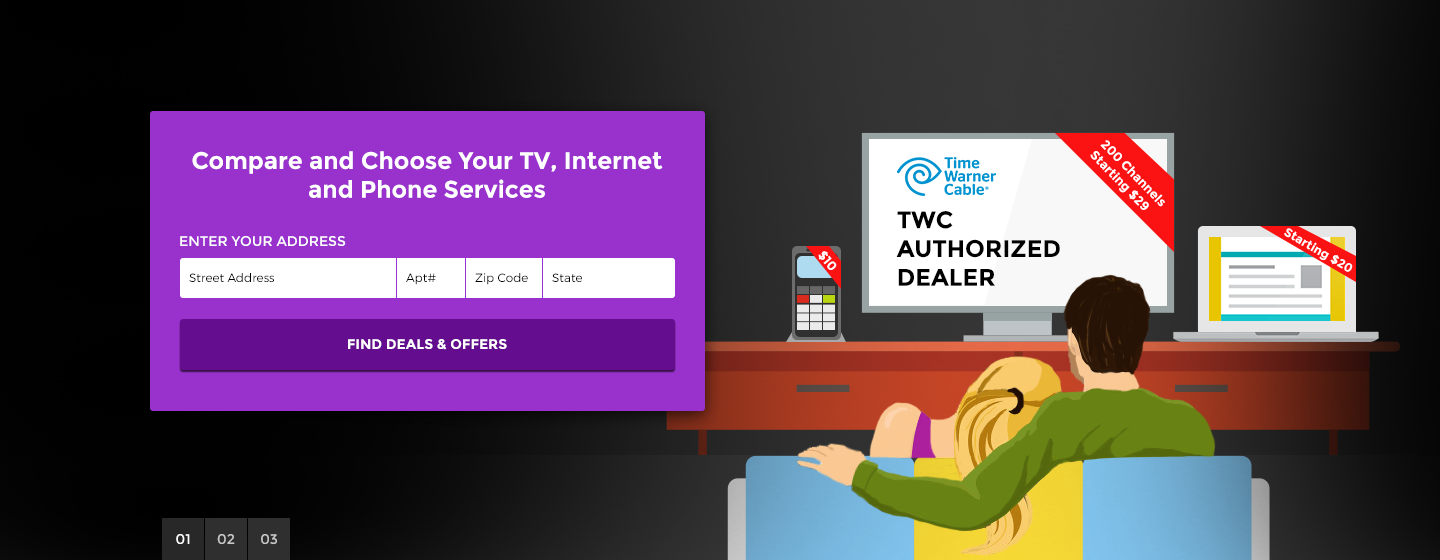 Compare and Choose Your TV, Internet
and Phone Services
ENTER YOUR ADDRESS
Street Address
Apt#
Zip Code
State
FIND DEALS & OFFERS
Time
Warner
Cable®
TWC
AUTHORIZED
DEALER
200 Channels
Starting $29
$10
Starting $20
01
02
03